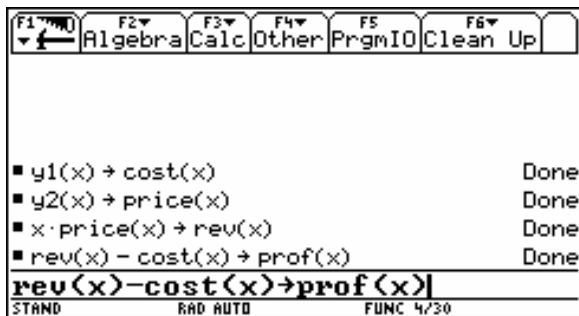 F1 F2 Algebra F3 Calc F4 Other F5 PrgmIO F6 Clean Up
y1(x)→cost(x) Done
y2(x)→price(x) Done
x·price(x)→rev(x) Done
rev(x)-cost(x)→prof(x) Done
rev(x)-cost(x)→prof(x)
STAND RAD AUTO FUNC 4/30